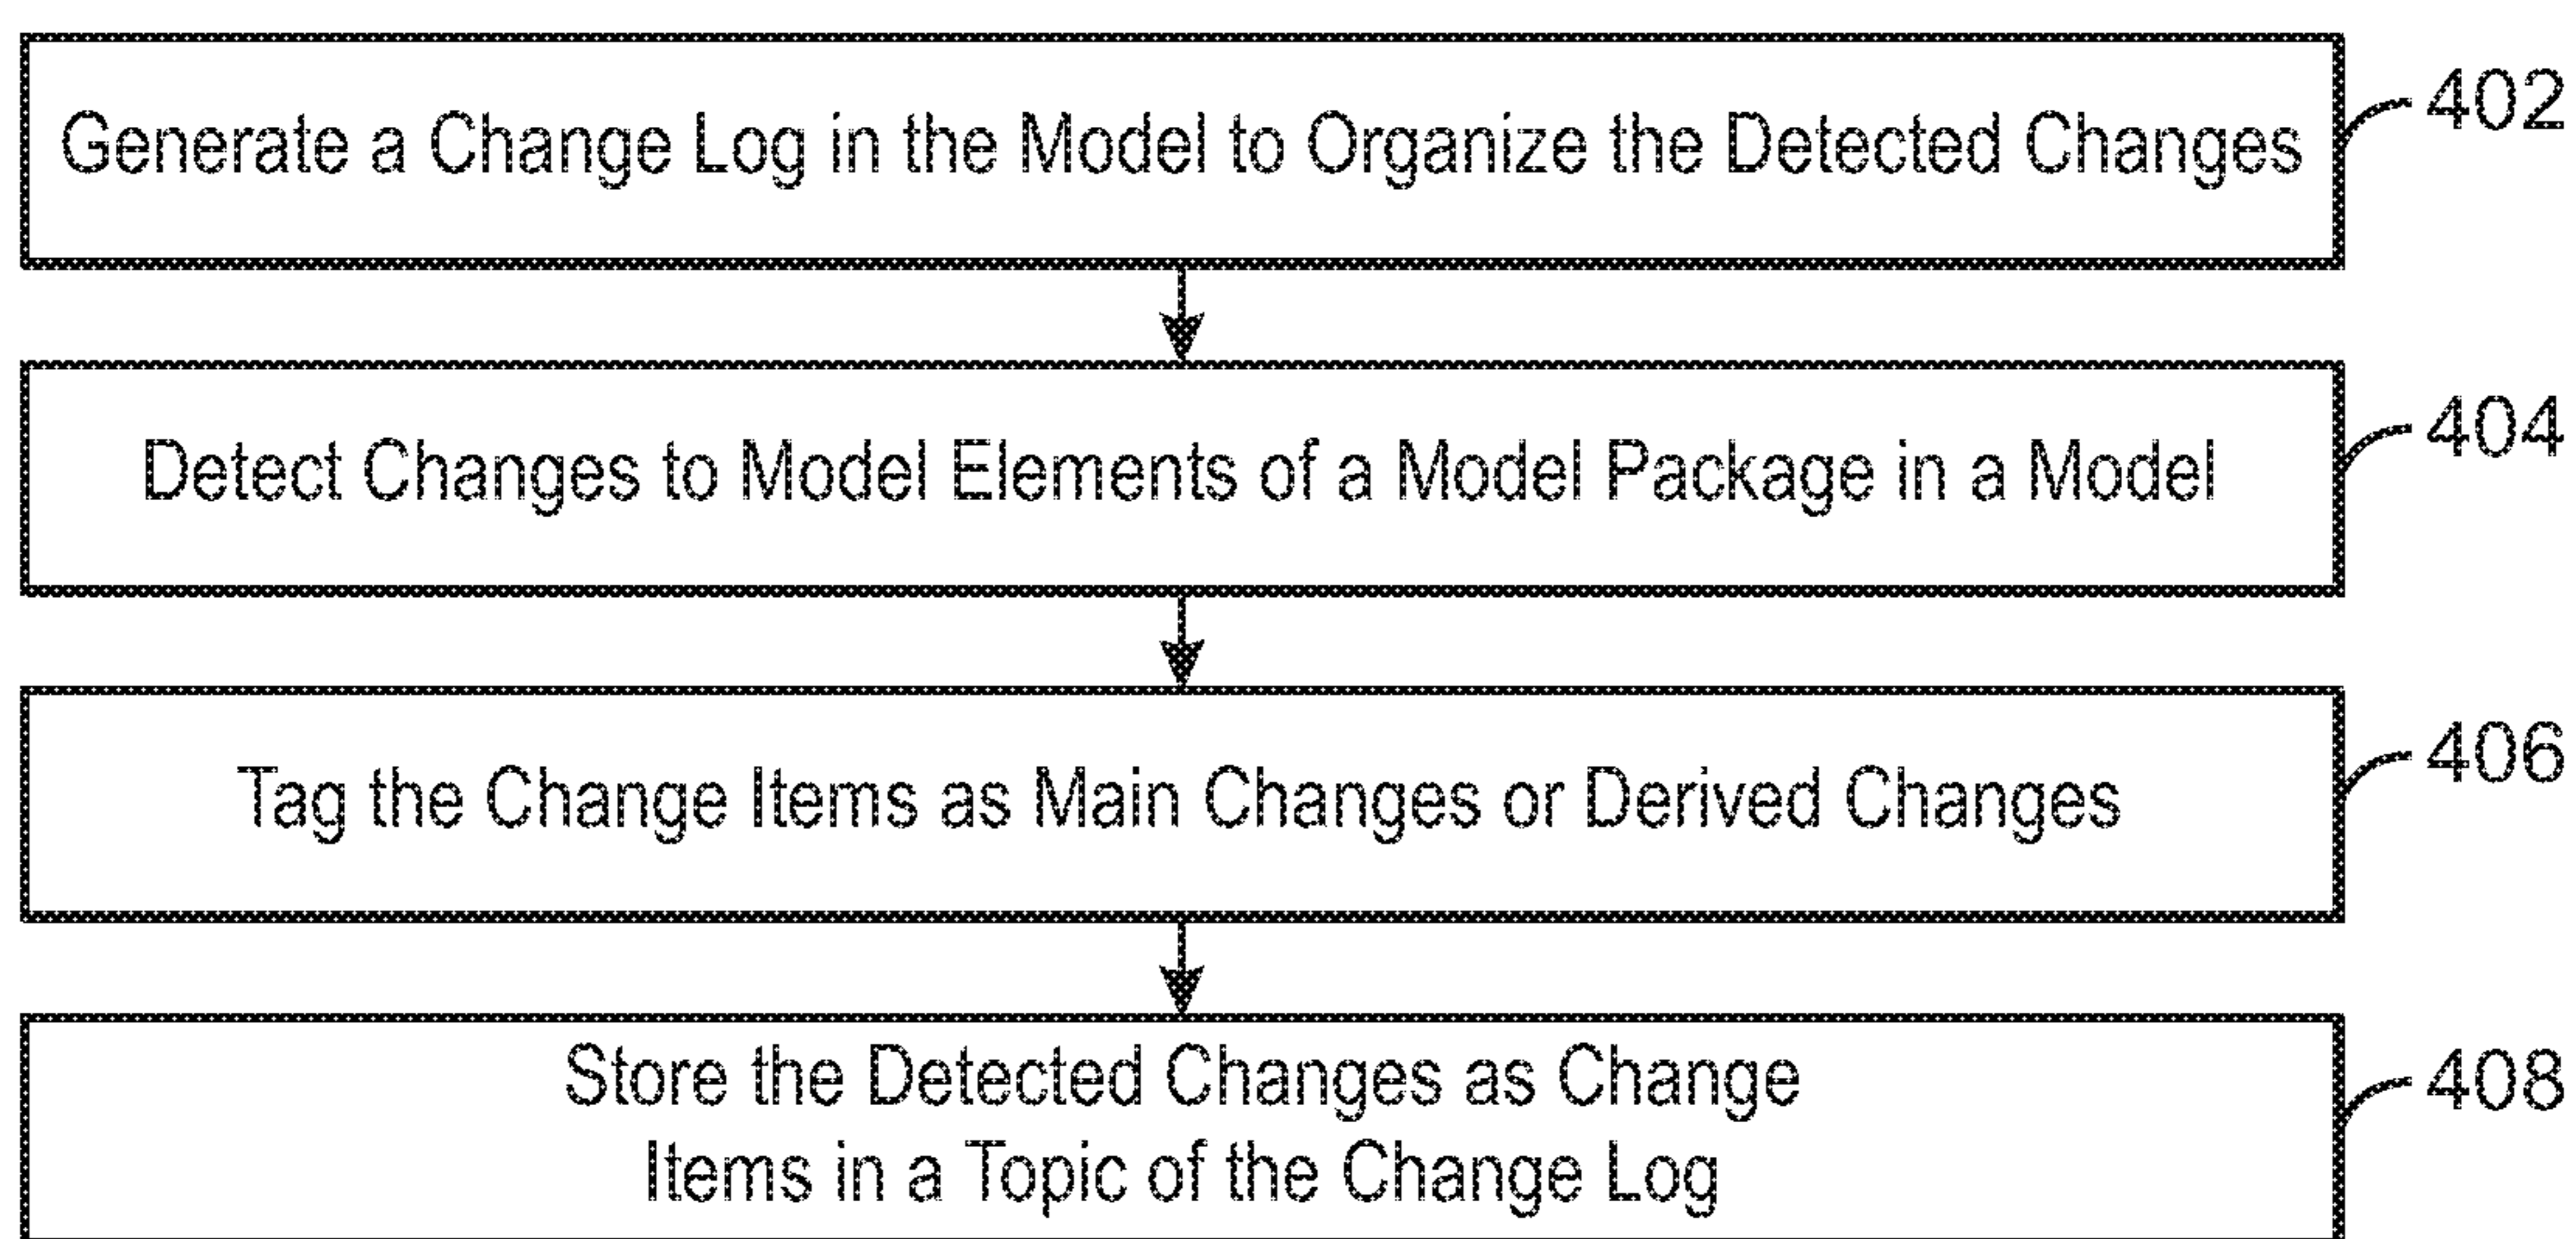 Generate a Change Log in the Model to Organize the Detected Changes
402
Detect Changes to Model Elements of a Model Package in a Model
404
Tag the Change Items as Main Changes or Derived Changes
406
Store the Detected Changes as Change
Items in a Topic of the Change Log
408